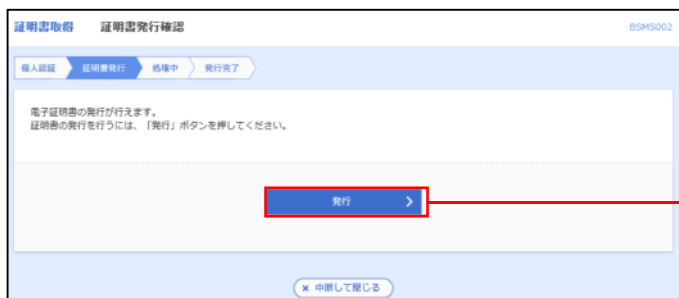 証明書取得 証明書発行確認 BSMS002
個人認証 証明書発行 処理中 発行完了
電子証明書の発行が行えます。
証明書の発行を行うには、「発行」ボタンを押してください。
発行
× 中断して閉じる